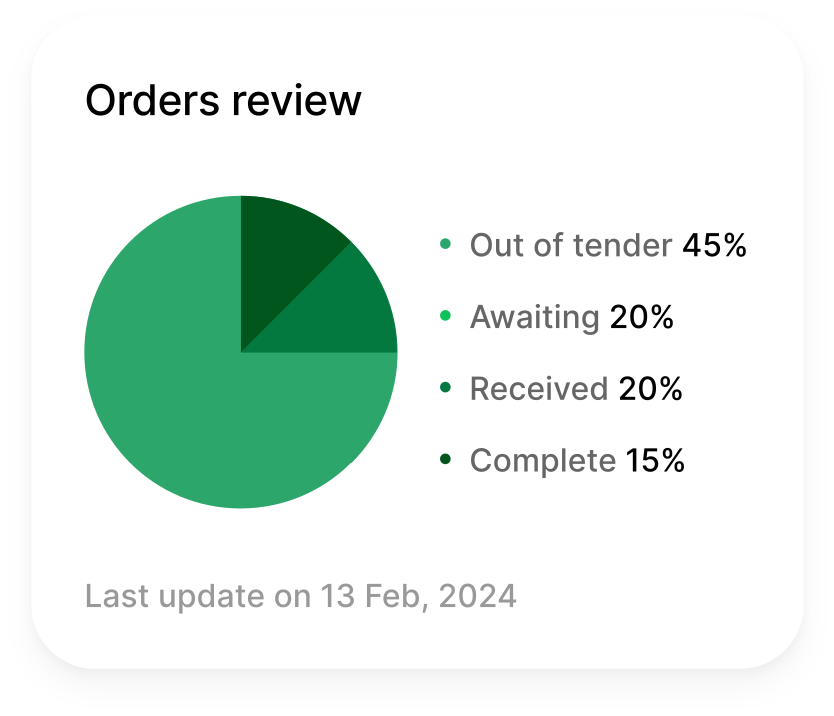 Orders review
Out of tender 45%
Awaiting 20%
Received 20%
Complete 15%
Last update on 13 Feb, 2024